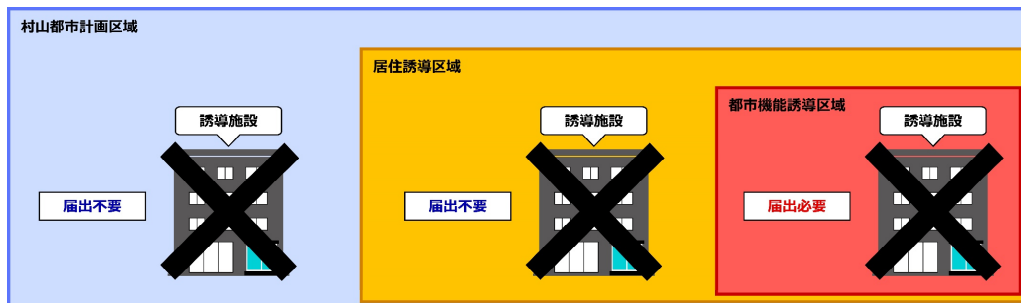 村山都市計画区域
居住誘導区域
都市機能誘導区域
誘導施設
誘導施設
誘導施設
届出不要
届出不要
届出必要